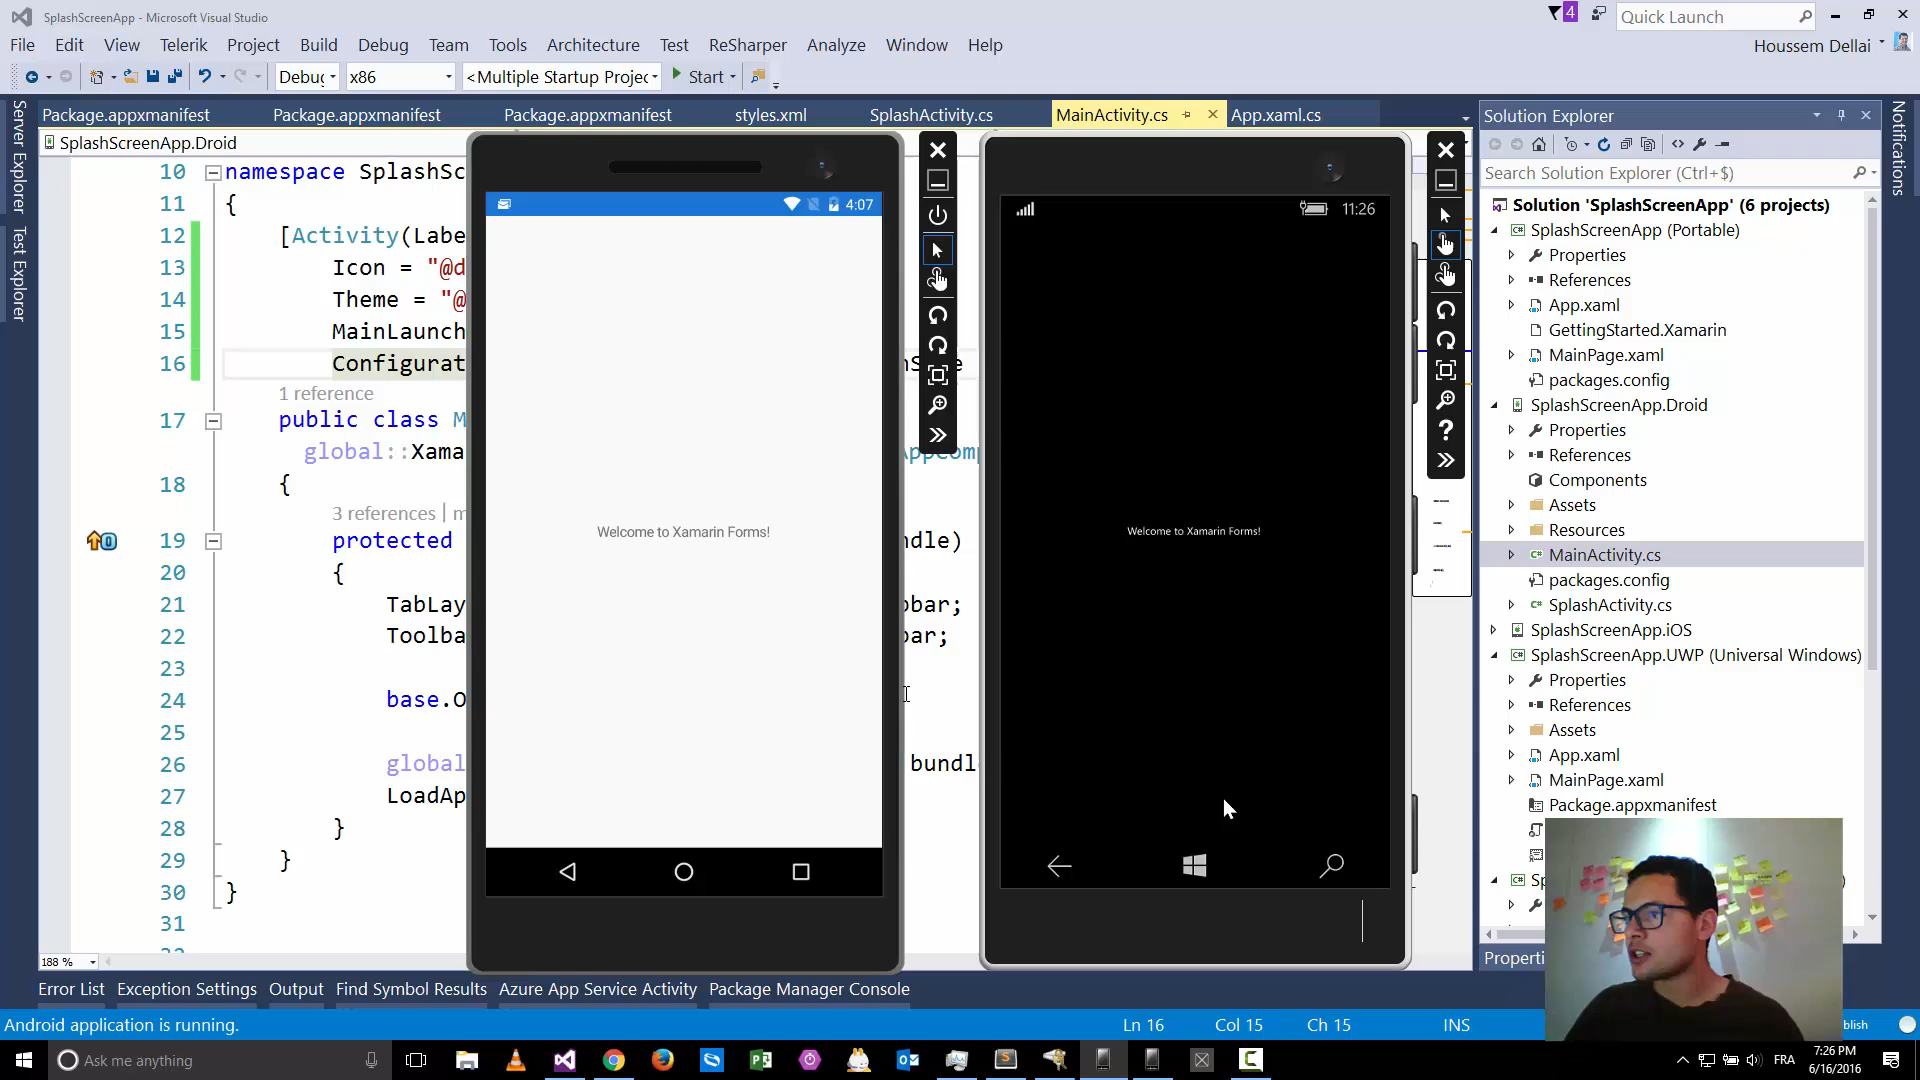 SplashScreenApp - Microsoft Visual Studio
4
Quick Launch
File Edit View Telerik Project Build Debug Team Tools Architecture Test ReSharper Analyze Window Help
Houssem Dellai
Debug x86 <Multiple Startup Projec Start
Server Explorer
Test Explorer
Package.appxmanifest Package.appxmanifest Package.appxmanifest styles.xml SplashActivity.cs MainActivity.cs App.xaml.cs
SplashScreenApp.Droid
10 namespace SplashSc
11 {
12 [Activity(Labe
13 Icon = "@d
14 Theme = "@
15 MainLaunch
16 Configurat
1 reference
17 public class M
global::Xama
AppComp
18 {
3 references | m
19 protected
ndle)
20 {
21 TabLay
bar;
22 Toolba
bar;
23
24 base.O
25
26 global
bundle
27 LoadAp
28 }
29 }
30 }
31
188 %
4:07
Welcome to Xamarin Forms!
11:26
Welcome to Xamarin Forms!
?
Solution Explorer
Search Solution Explorer (Ctrl+$)
Solution 'SplashScreenApp' (6 projects)
SplashScreenApp (Portable)
Properties
References
App.xaml
GettingStarted.Xamarin
MainPage.xaml
packages.config
SplashScreenApp.Droid
Properties
References
Components
Assets
Resources
MainActivity.cs
packages.config
SplashActivity.cs
SplashScreenApp.iOS
SplashScreenApp.UWP (Universal Windows)
Properties
References
Assets
App.xaml
MainPage.xaml
Package.appxmanifest
Sp
Properti
Notifications
Error List Exception Settings Output Find Symbol Results Azure App Service Activity Package Manager Console
Android application is running.
Ln 16 Col 15 Ch 15 INS
blish
Ask me anything
FRA
7:26 PM
6/16/2016